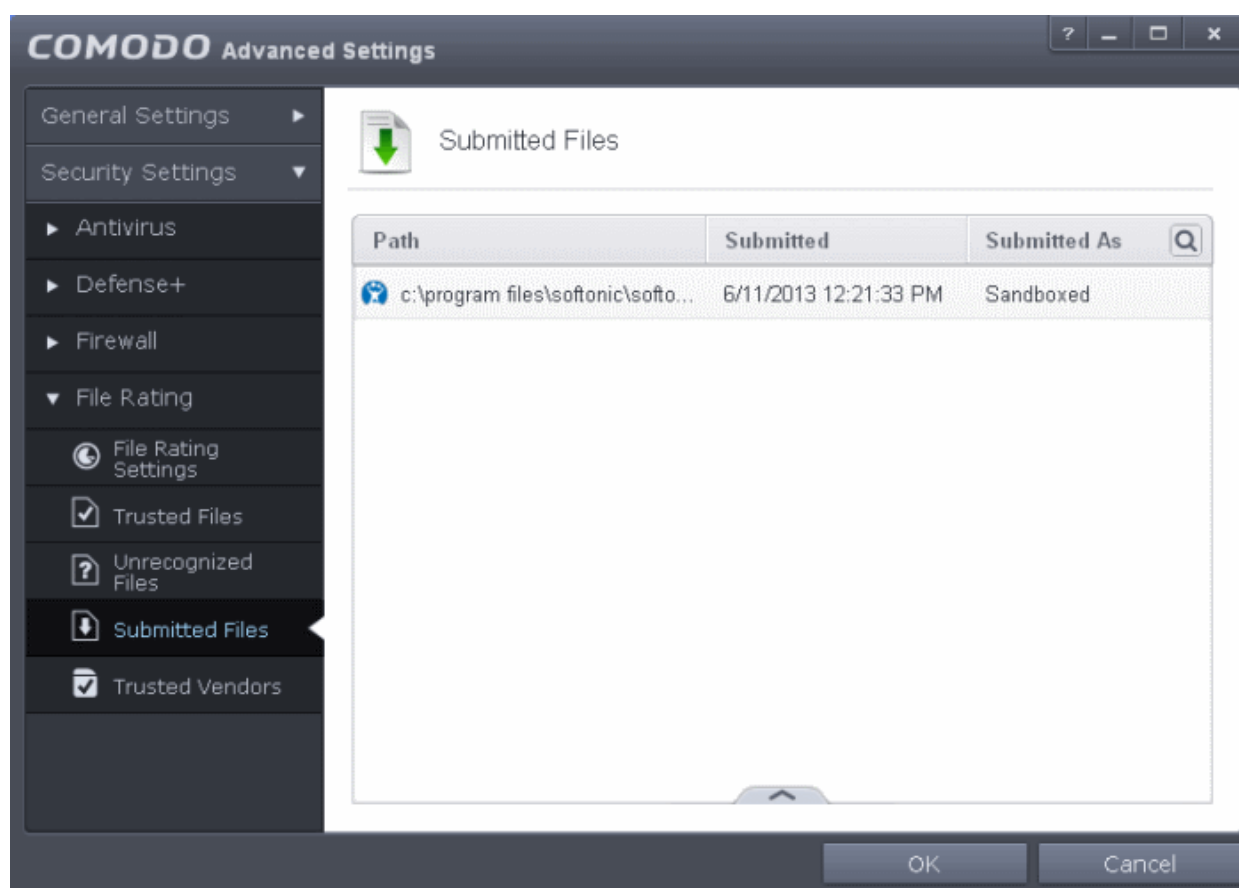 COMODO Advanced Settings
?
General Settings
Security Settings
Antivirus
Defense+
Firewall
File Rating
File Rating
Settings
Trusted Files
Unrecognized
Files
Submitted Files
Trusted Vendors
Submitted Files
Path Submitted Submitted As
c:\program files\softonic\softo... 6/11/2013 12:21:33 PM Sandboxed
OK Cancel